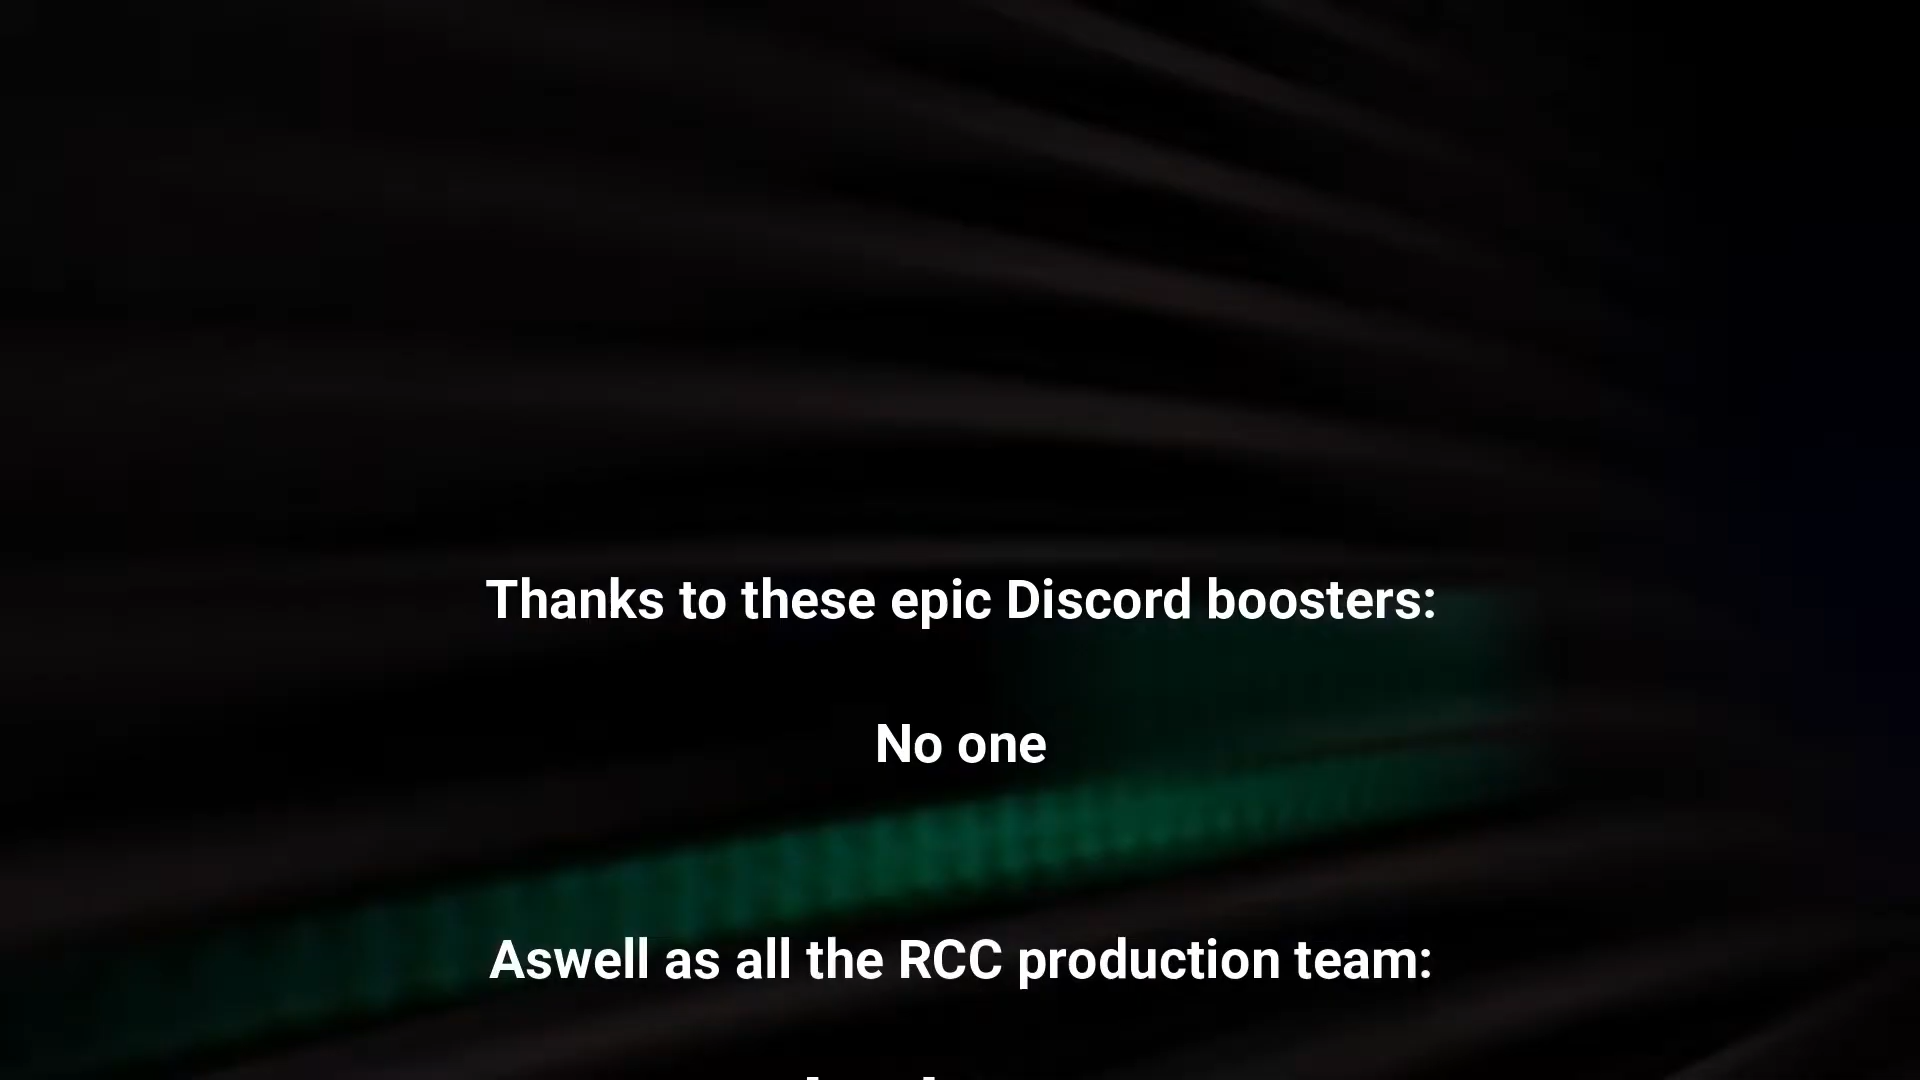 Thanks to these epic Discord boosters:
No one
Aswell as all the RCC production team: